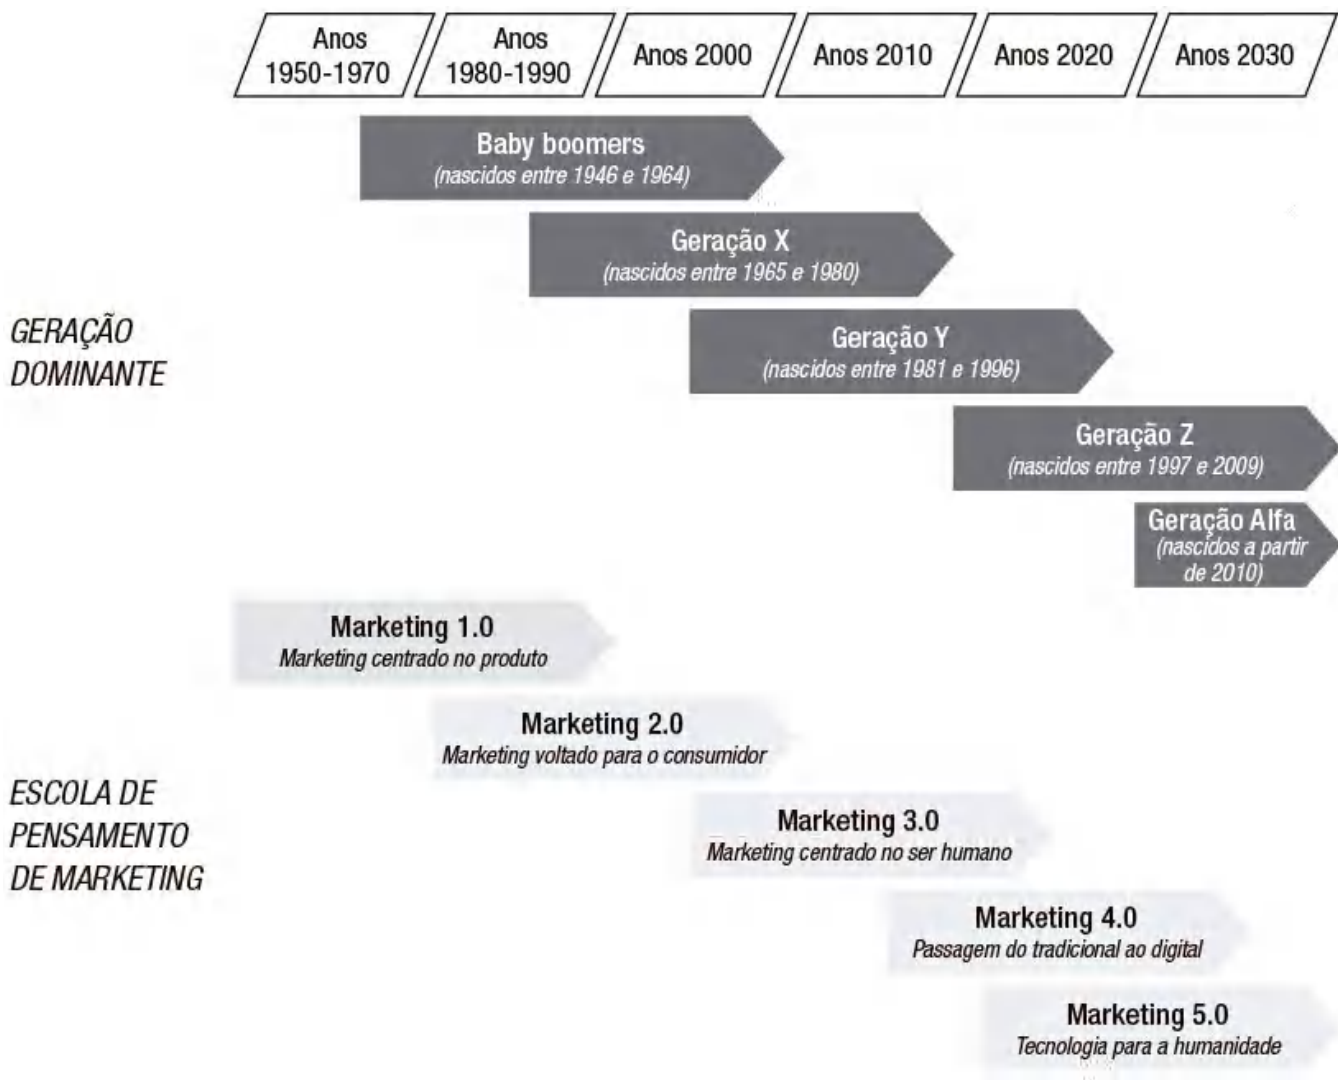 Anos
1950-1970
Anos
1980-1990
Anos 2000
Anos 2010
Anos 2020
Anos 2030
GERAÇÃO
DOMINANTE
Baby boomers
(nascidos entre 1946 e 1964)
Geração X
(nascidos entre 1965 e 1980)
Geração Y
(nascidos entre 1981 e 1996)
Geração Z
(nascidos entre 1997 e 2009)
Geração Alfa
(nascidos a partir
de 2010)
ESCOLA DE
PENSAMENTO
DE MARKETING
Marketing 1.0
Marketing centrado no produto
Marketing 2.0
Marketing voltado para o consumidor
Marketing 3.0
Marketing centrado no ser humano
Marketing 4.0
Passagem do tradicional ao digital
Marketing 5.0
Tecnologia para a humanidade